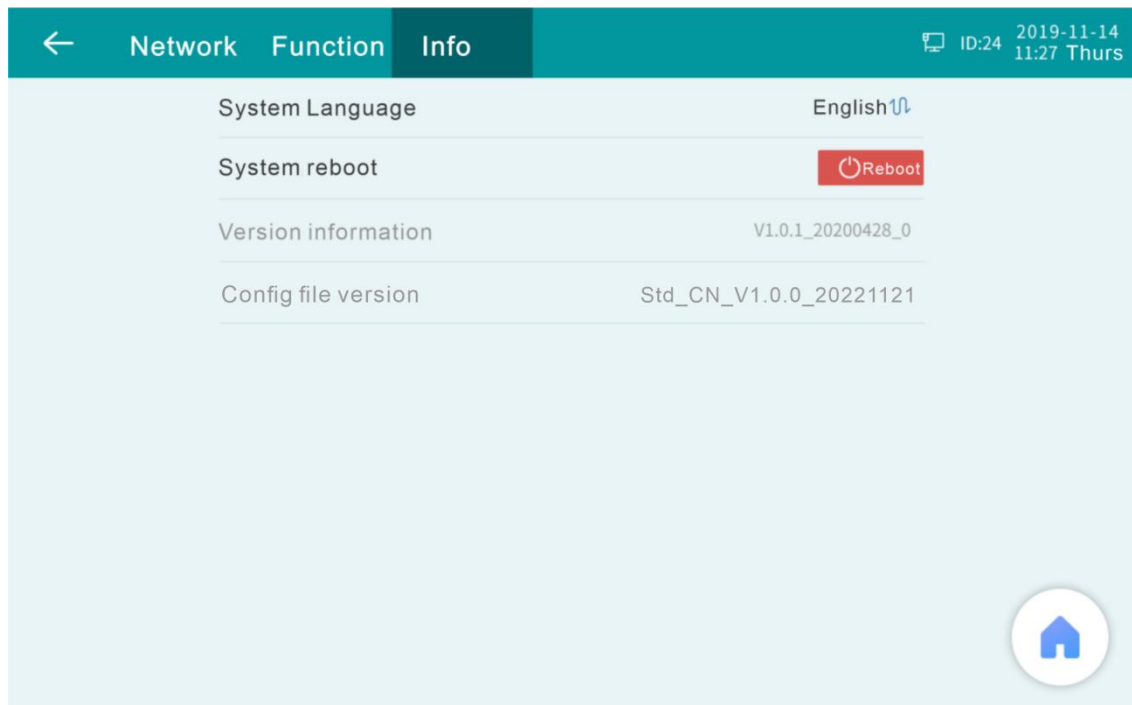 Network Function Info ID:24 2019-11-14
11:27 Thurs
System Language English
System reboot Reboot
Version information V1.0.1_20200428_0
Config file version Std_CN_V1.0.0_20221121